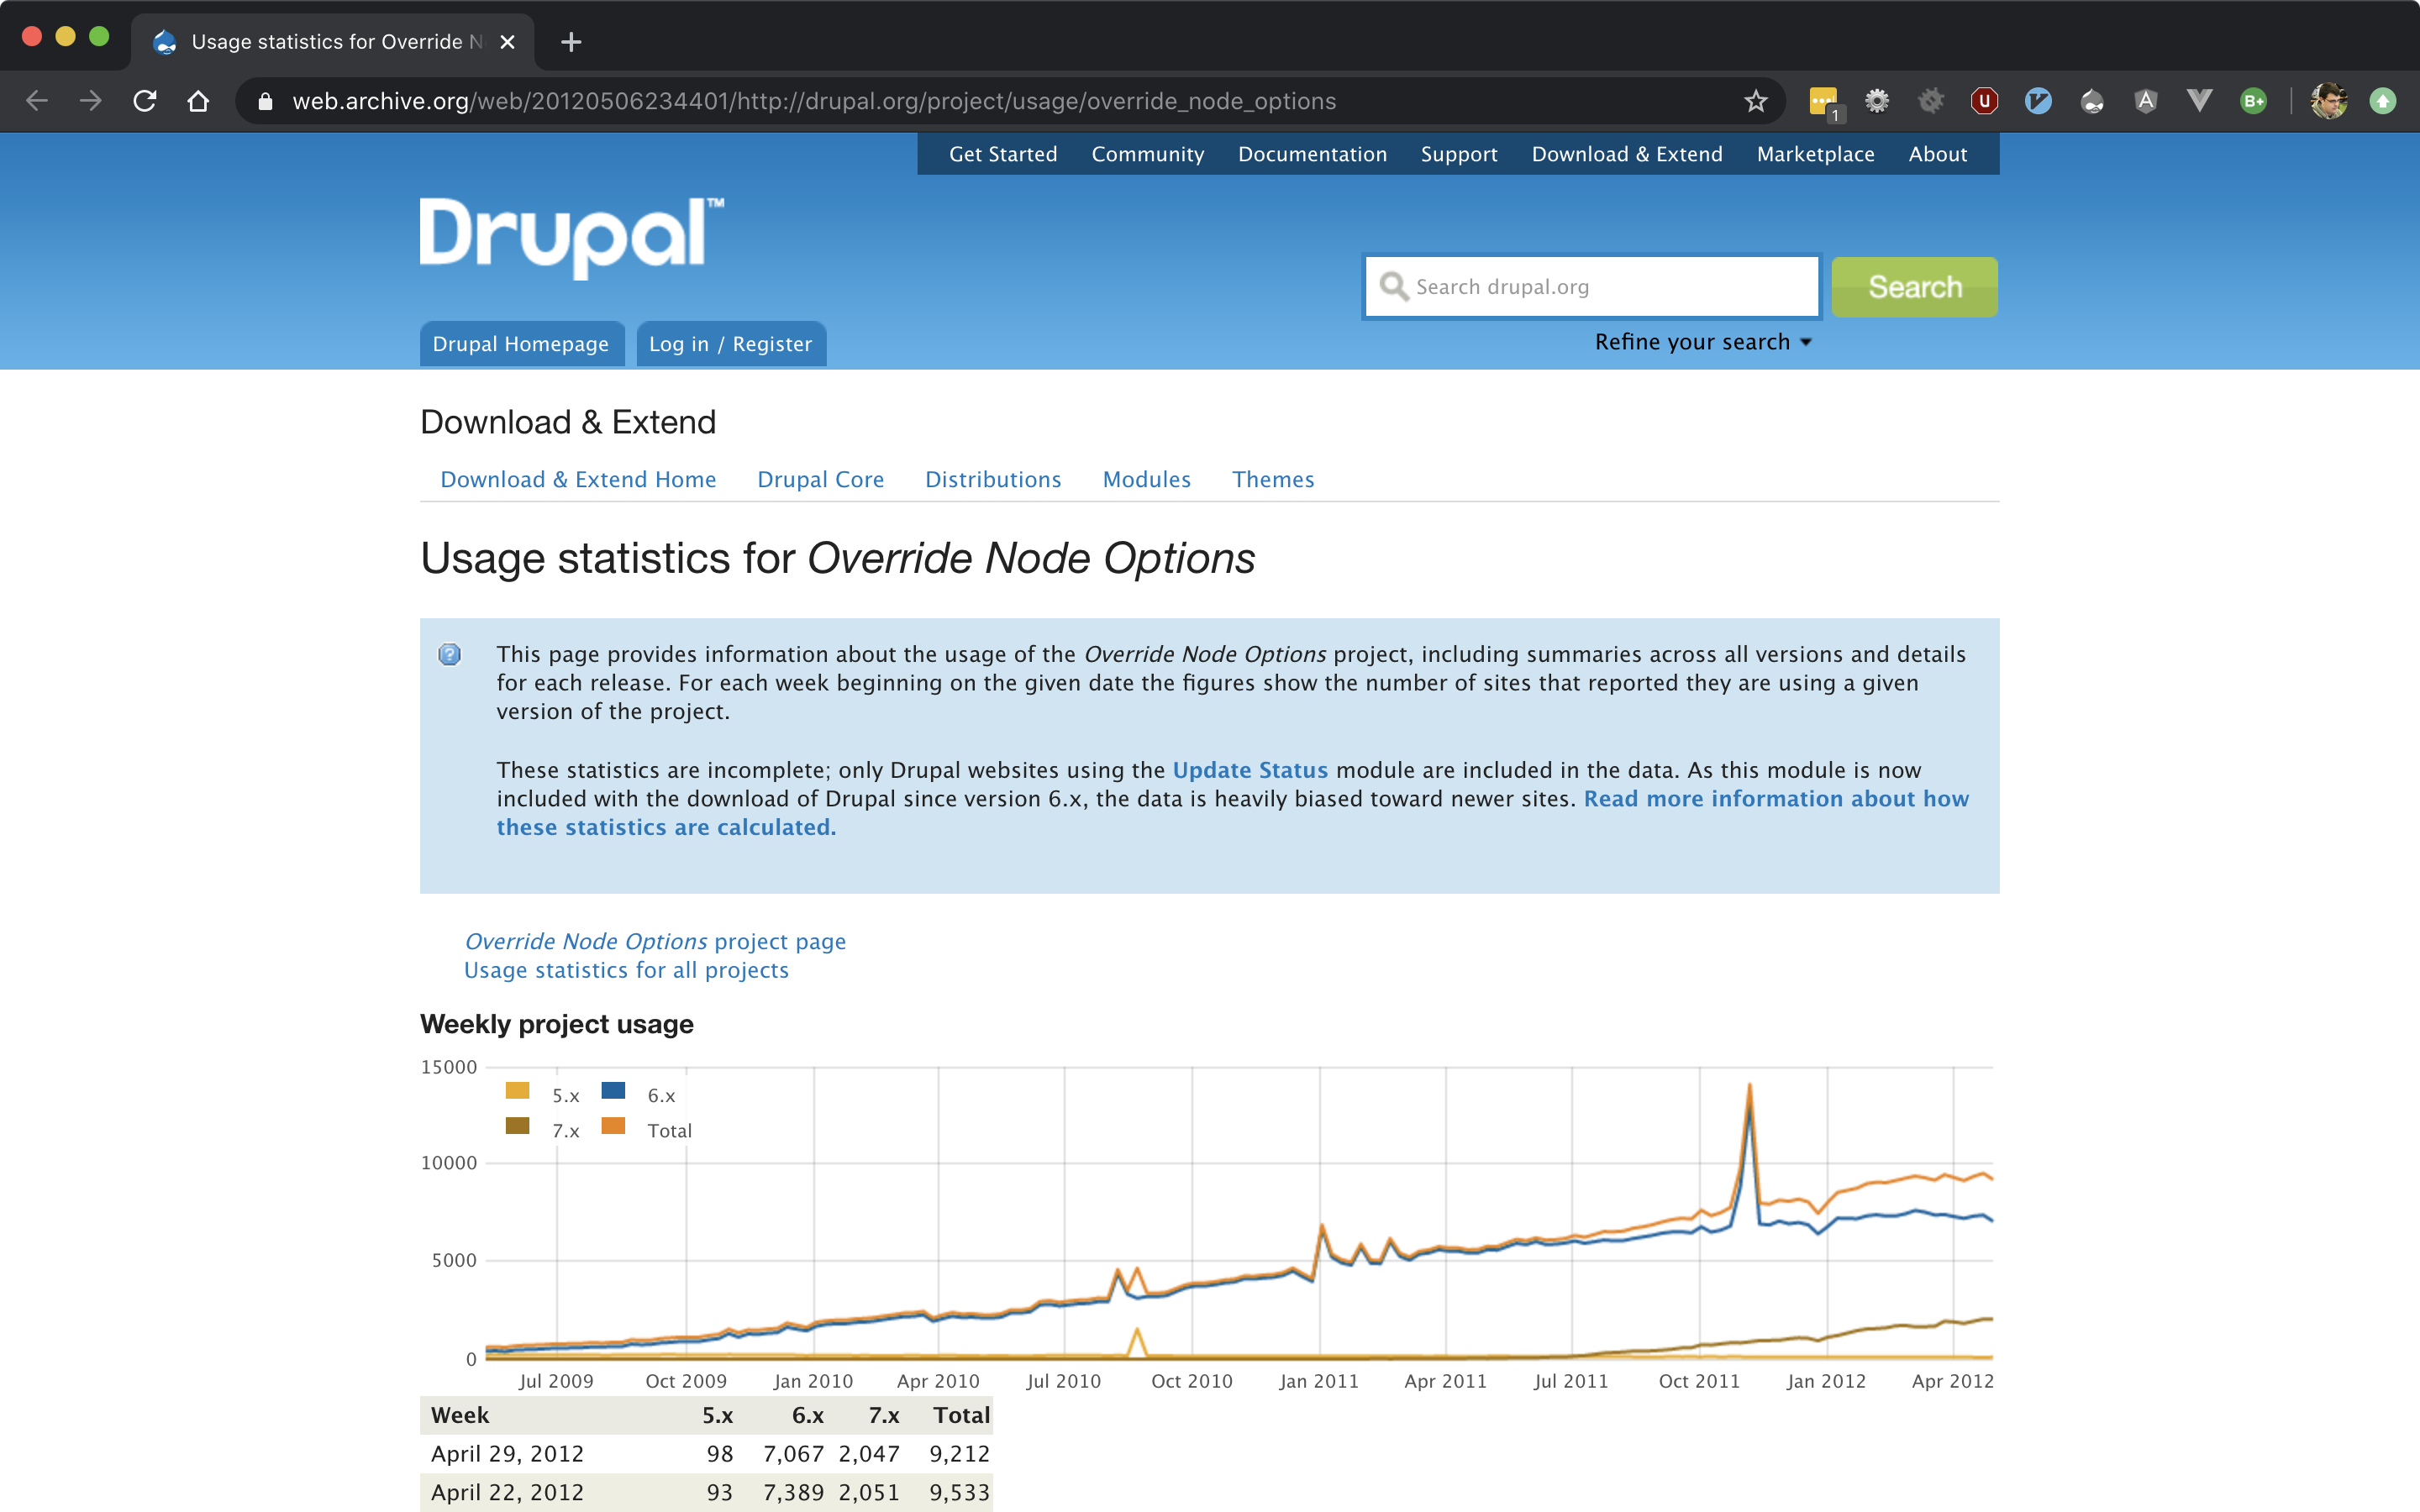 Usage statistics for Override N
web.archive.org/web/20120506234401/http://drupal.org/project/usage/override_node_options
1
U
A
B+
Get Started Community Documentation Support Download & Extend Marketplace About
Drupal™
Search drupal.org
Search
Drupal Homepage Log in / Register
Refine your search
Download & Extend
Download & Extend Home Drupal Core Distributions Modules Themes
Usage statistics for Override Node Options
?
This page provides information about the usage of the Override Node Options project, including summaries across all versions and details
for each release. For each week beginning on the given date the figures show the number of sites that reported they are using a given
version of the project.
These statistics are incomplete; only Drupal websites using the Update Status module are included in the data. As this module is now
included with the download of Drupal since version 6.x, the data is heavily biased toward newer sites. Read more information about how
these statistics are calculated.
Override Node Options project page
Usage statistics for all projects
Weekly project usage
15000
5.x 6.x
7.x Total
10000
5000
0
Jul 2009 Oct 2009 Jan 2010 Apr 2010 Jul 2010 Oct 2010 Jan 2011 Apr 2011 Jul 2011 Oct 2011 Jan 2012 Apr 2012
Week 5.x 6.x 7.x Total
April 29, 2012 98 7,067 2,047 9,212
April 22, 2012 93 7,389 2,051 9,533